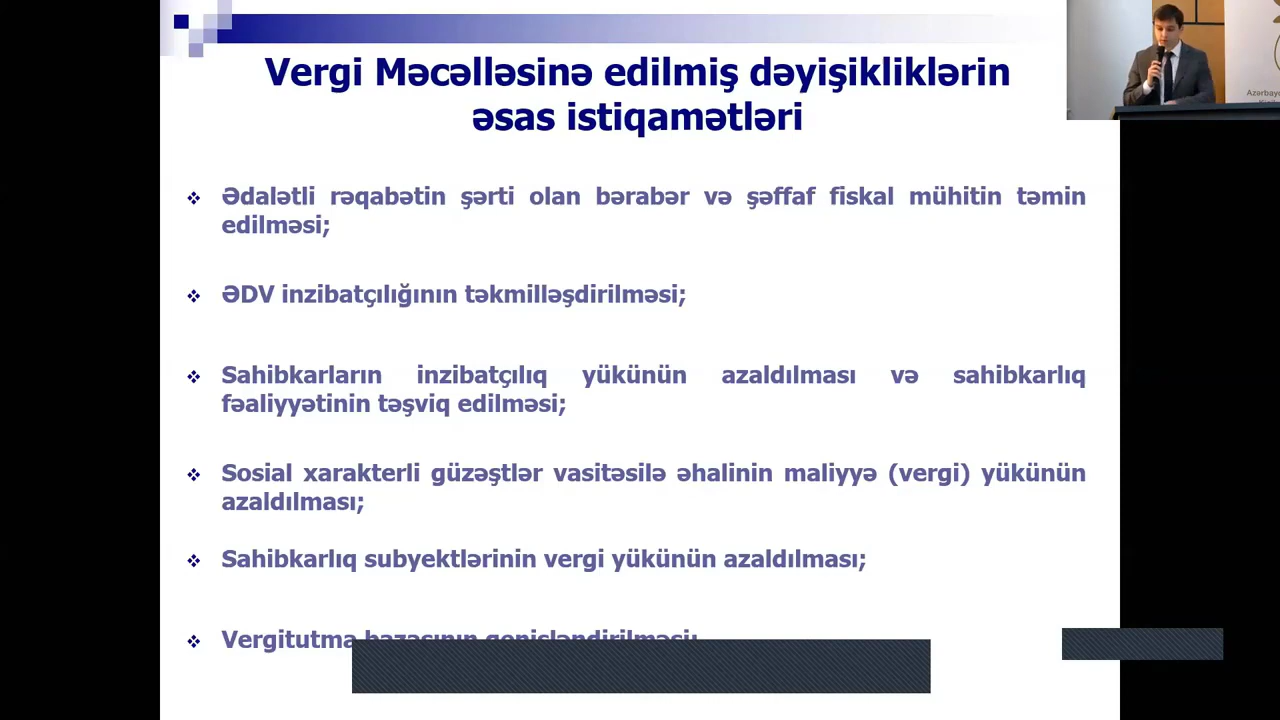 Vergi Məcəlləsinə edilmiş dəyişikliklərin
əsas istiqamətləri
Ədalətli rəqabətin şərti olan bərabər və şəffaf fiskal mühitin təmin
edilməsi;
ƏDV inzibatçılığının təkmilləşdirilməsi;
Sahibkarların inzibatçılıq yükünün azaldılması və sahibkarlıq
fəaliyyətinin təşviq edilməsi;
Sosial xarakterli güzəştlər vasitəsilə əhalinin maliyyə (vergi) yükünün
azaldılması;
Sahibkarlıq subyektlərinin vergi yükünün azaldılması;
Vergitutma bazasının genişləndirilməsi;